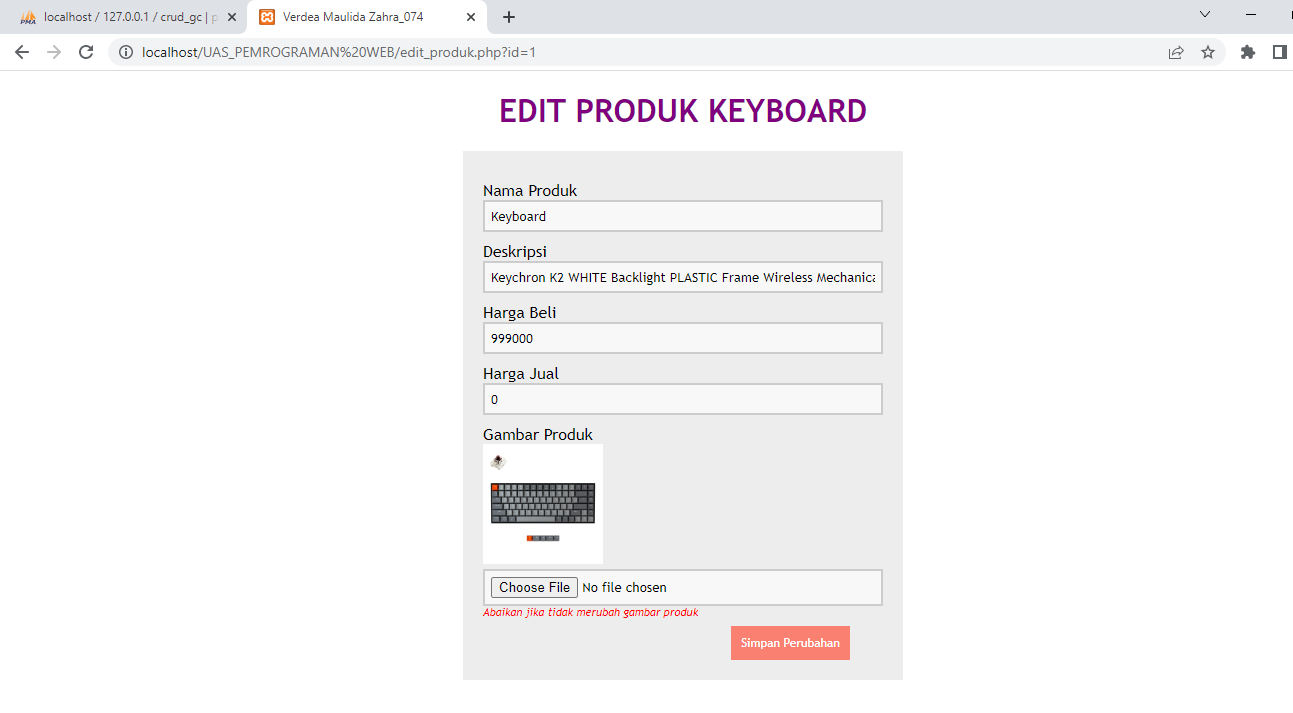 localhost / 127.0.0.1 / crud_gc |
Verdea Maulida Zahra_074
localhost/UAS_PEMROGRAMAN%20WEB/edit_produk.php?id=1
EDIT PRODUK KEYBOARD
Nama Produk
Keyboard
Deskripsi
Keychron K2 WHITE Backlight PLASTIC Frame Wireless Mechanica
Harga Beli
999000
Harga Jual
0
Gambar Produk
Choose File No file chosen
Abaikan jika tidak merubah gambar produk
Simpan Perubahan